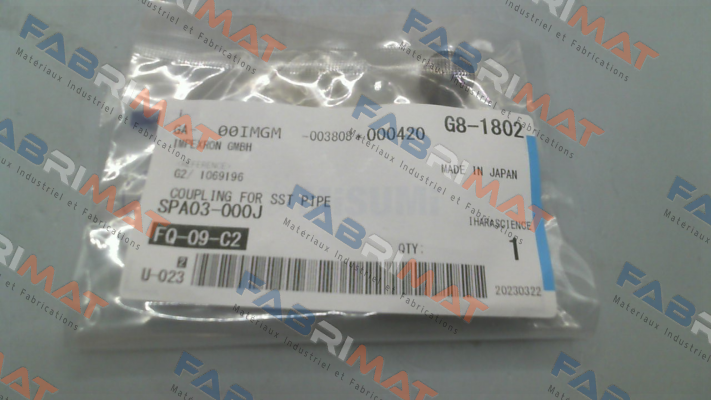 GA- 00IMGM -003808 000420 G8-1802
IMPEXRON GMBH
MADE IN JAPAN
G2/ 1069196
COUPLING FOR SST PIPE
SPA03-000J
IHARASCIENCE
FQ-09-C2
QTY: 1
U-023
20230322
FABRIMAT
Materiaux Industriel et Fabrications